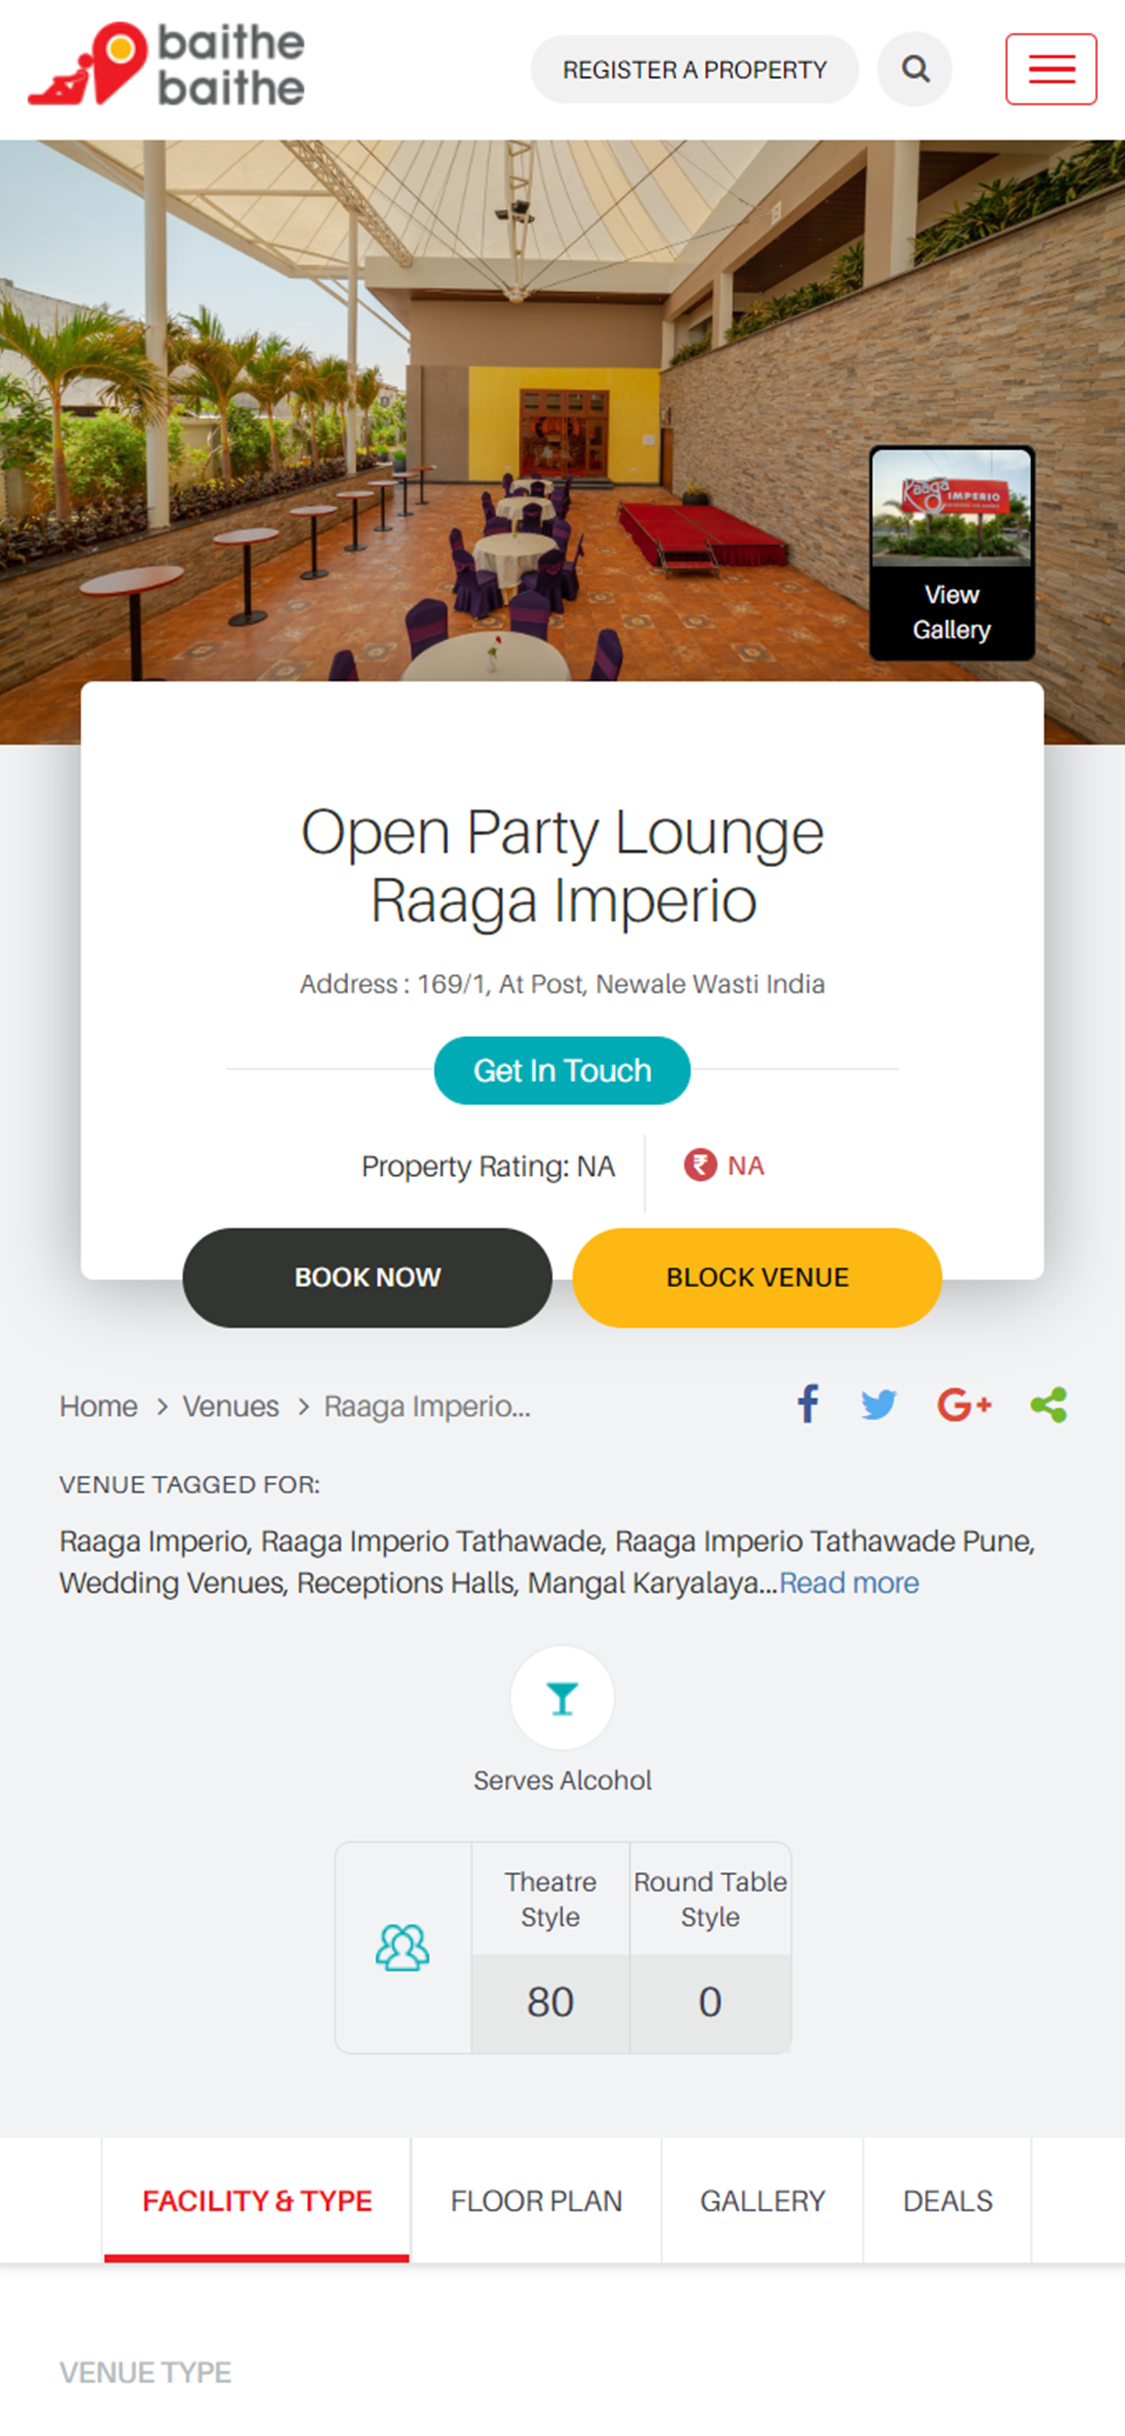 baithe
baithe
REGISTER A PROPERTY
Raaga IMPERIO
View
Gallery
Open Party Lounge
Raaga Imperio
Address : 169/1, At Post, Newale Wasti India
Get In Touch
Property Rating: NA
₹ NA
BOOK NOW
BLOCK VENUE
Home > Venues > Raaga Imperio...
G+
VENUE TAGGED FOR:
Raaga Imperio, Raaga Imperio Tathawade, Raaga Imperio Tathawade Pune,
Wedding Venues, Receptions Halls, Mangal Karyalaya...Read more
Serves Alcohol
Theatre
Style
Round Table
Style
80
0
FACILITY & TYPE
FLOOR PLAN
GALLERY
DEALS
VENUE TYPE